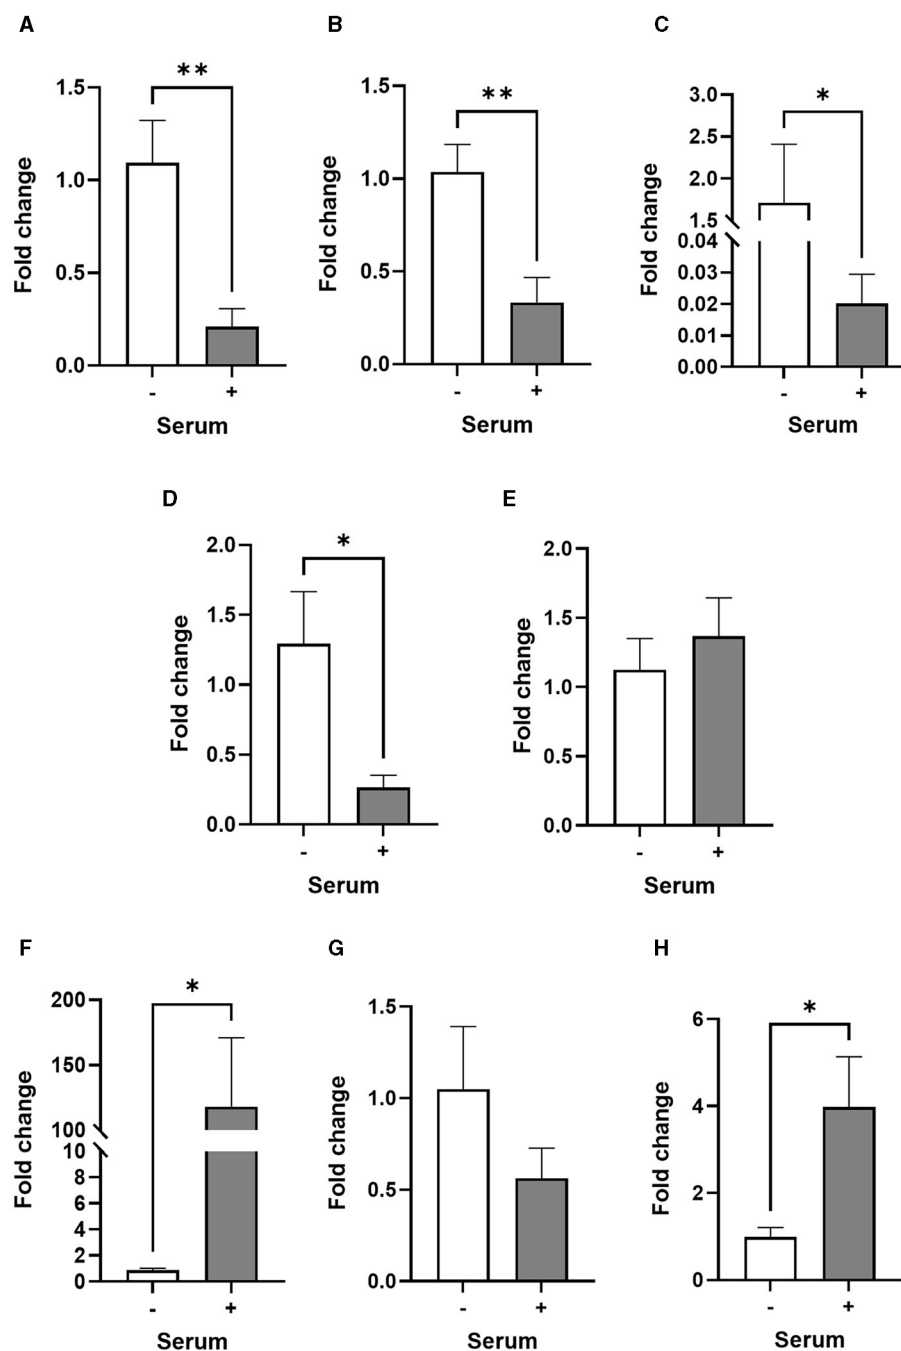 A
B
C
**
1.5
1.0
0.5
0.0
Fold change
-
+
Serum
**
1.5
1.0
0.5
0.0
Fold change
-
+
Serum
*
3.0
2.5
2.0
1.5
0.04
0.03
0.02
0.01
0.00
Fold change
-
+
Serum
D
E
*
2.0
1.5
1.0
0.5
0.0
Fold change
-
+
Serum
2.0
1.5
1.0
0.5
0.0
Fold change
-
+
Serum
F
G
H
*
200
150
100
10
8
6
4
2
0
Fold change
-
+
Serum
1.5
1.0
0.5
0.0
Fold change
-
+
Serum
*
6
4
2
0
Fold change
-
+
Serum